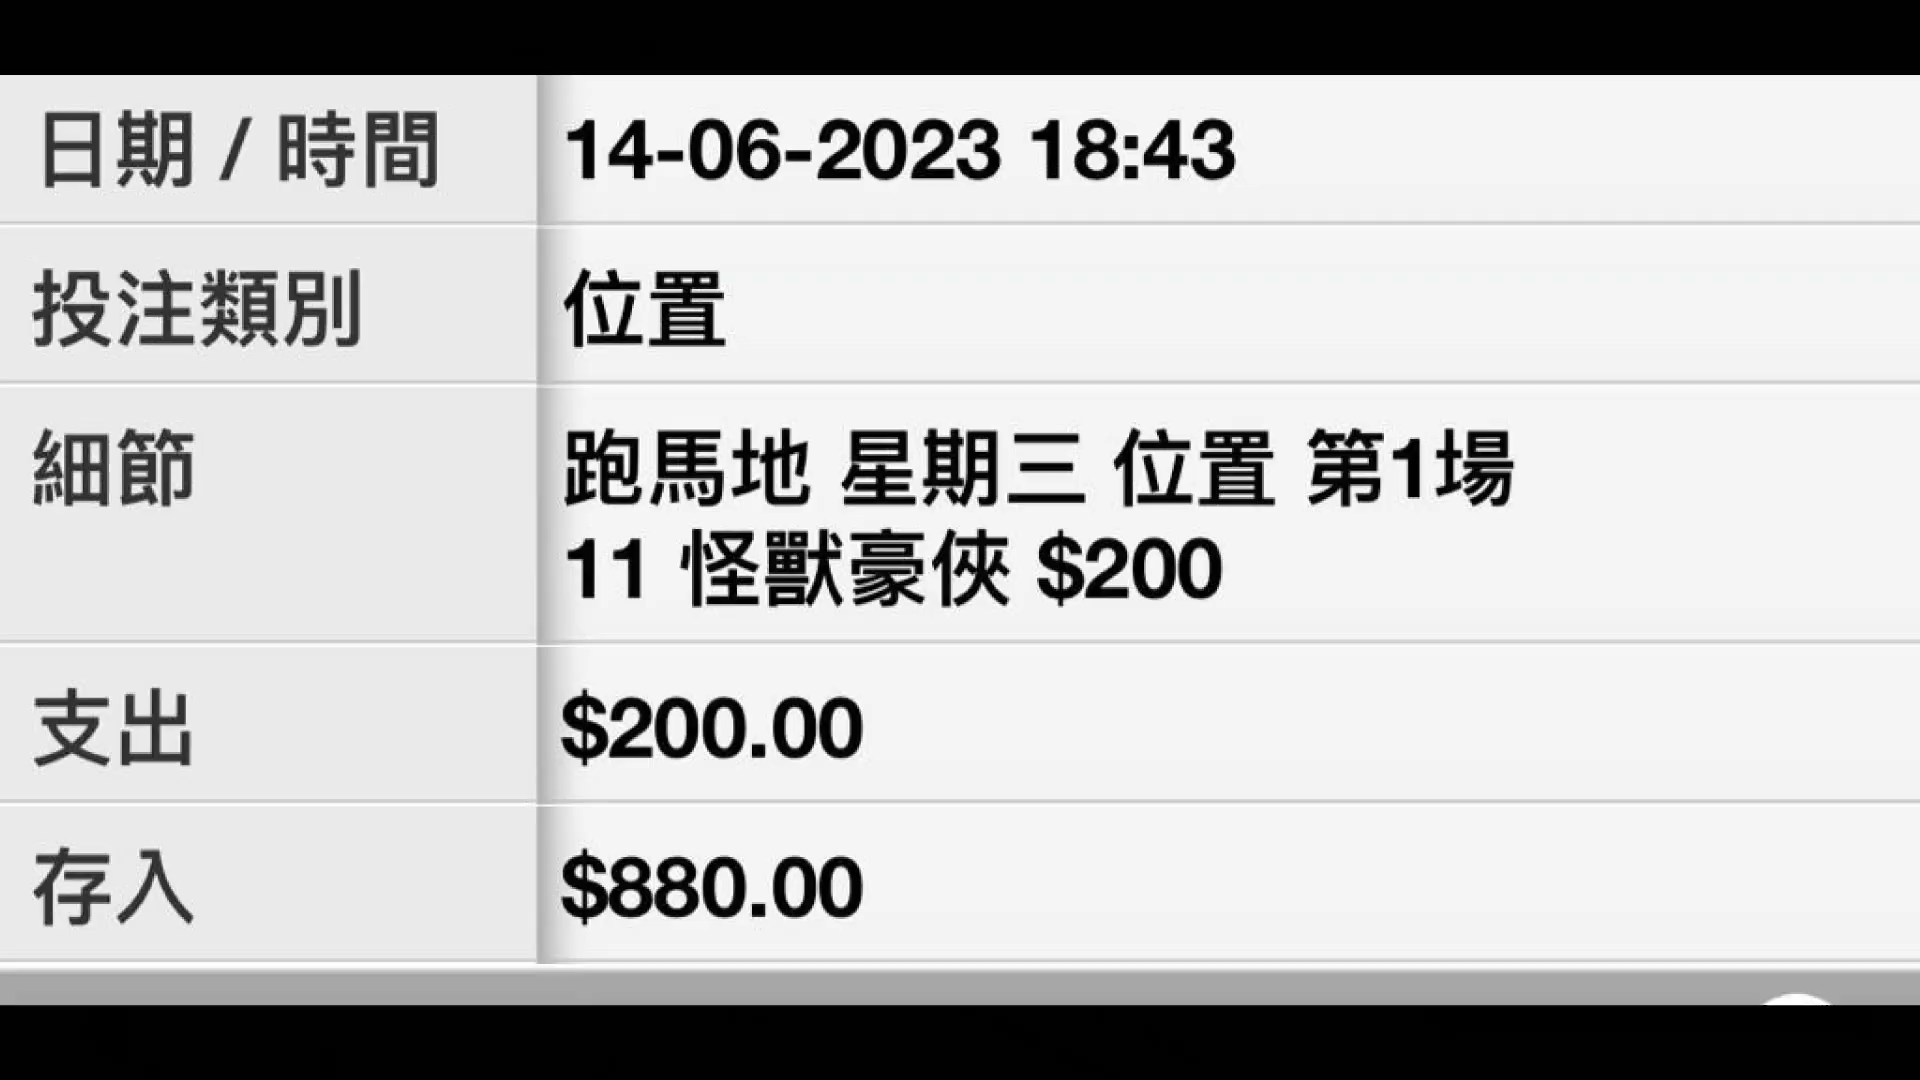 日期 / 時間 14-06-2023 18:43
投注類別 位置
細節 跑馬地 星期三 位置 第1場
11 怪獸豪俠 $200
支出 $200.00
存入 $880.00